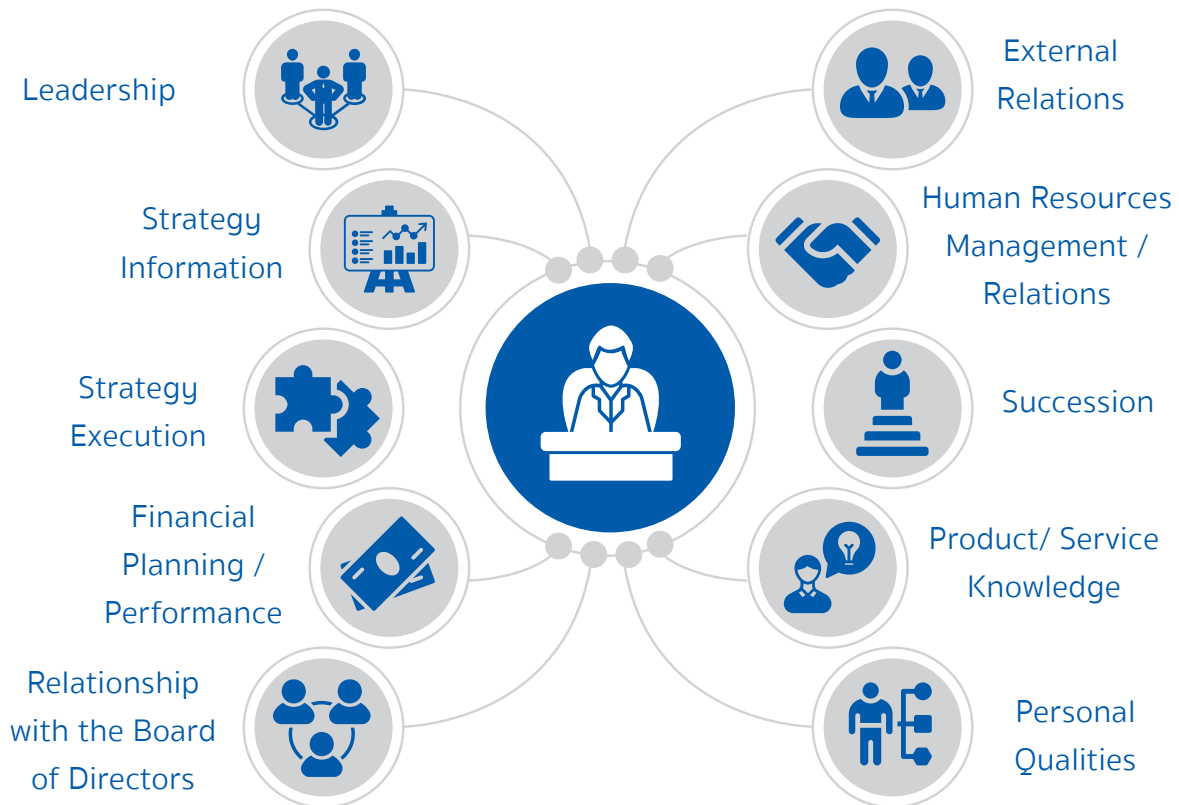 Leadership
Strategy
Information
Strategy
Execution
Financial
Planning /
Performance
Relationship
with the Board
of Directors
External
Relations
Human Resources
Management /
Relations
Succession
Product/ Service
Knowledge
Personal
Qualities